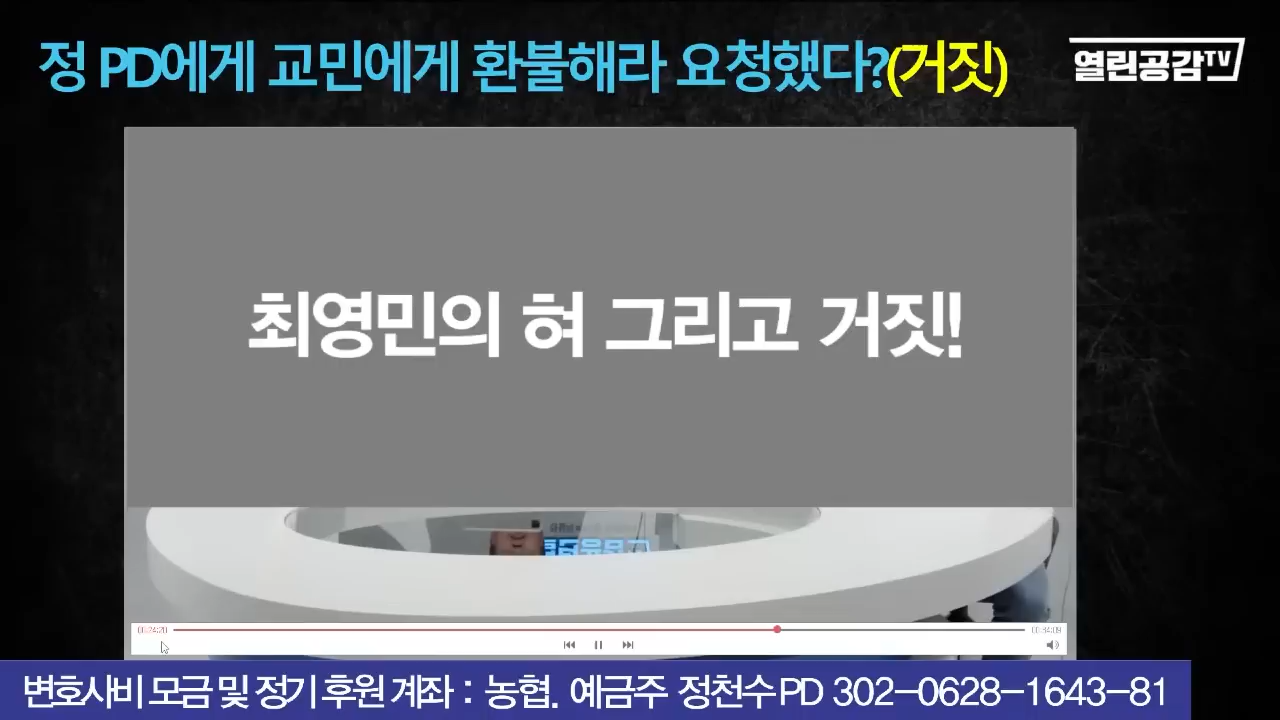 정 PD에게 교민에게 환불해라 요청했다?(거짓)
열린공감TV
최영민의 혀 그리고 거짓!
변호사비 모금 및 정기 후원 계좌 : 농협. 예금주 정천수PD 302-0628-1643-81